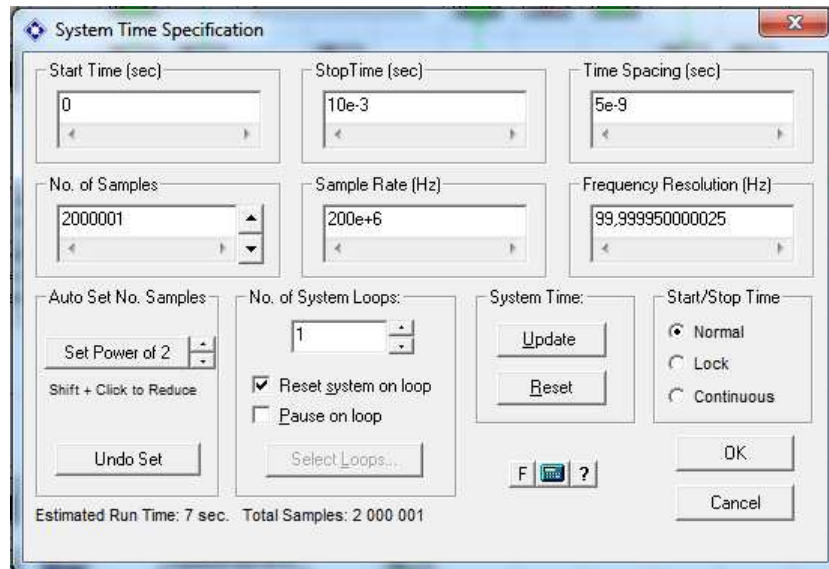 System Time Specification
Start Time (sec)
StopTime (sec)
Time Spacing (sec)
0
10e-3
5e-9
No. of Samples
Sample Rate (Hz)
Frequency Resolution (Hz)
2000001
200e+6
99,999950000025
Auto Set No. Samples
No. of System Loops:
System Time:
Start/Stop Time
Set Power of 2
1
Update
Normal
Lock
Shift + Click to Reduce
Reset system on loop
Reset
Continuous
Pause on loop
Undo Set
Select Loops...
F
?
OK
Cancel
Estimated Run Time: 7 sec. Total Samples: 2 000 001